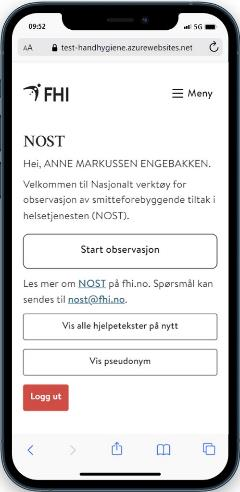 09:52
5G
AA
test-handhygiene.azurewebsites.net
FHI
Meny
NOST
Hei, ANNE MARKUSSEN ENGEBAKKEN.
Velkommen til Nasjonalt verktøy for
observasjon av smitteforebyggende tiltak i
helsetjenesten (NOST).
Start observasjon
Les mer om NOST på fhi.no. Spørsmål kan
sendes til nost@fhi.no.
Vis alle hjelpetekster på nytt
Vis pseudonym
Logg ut